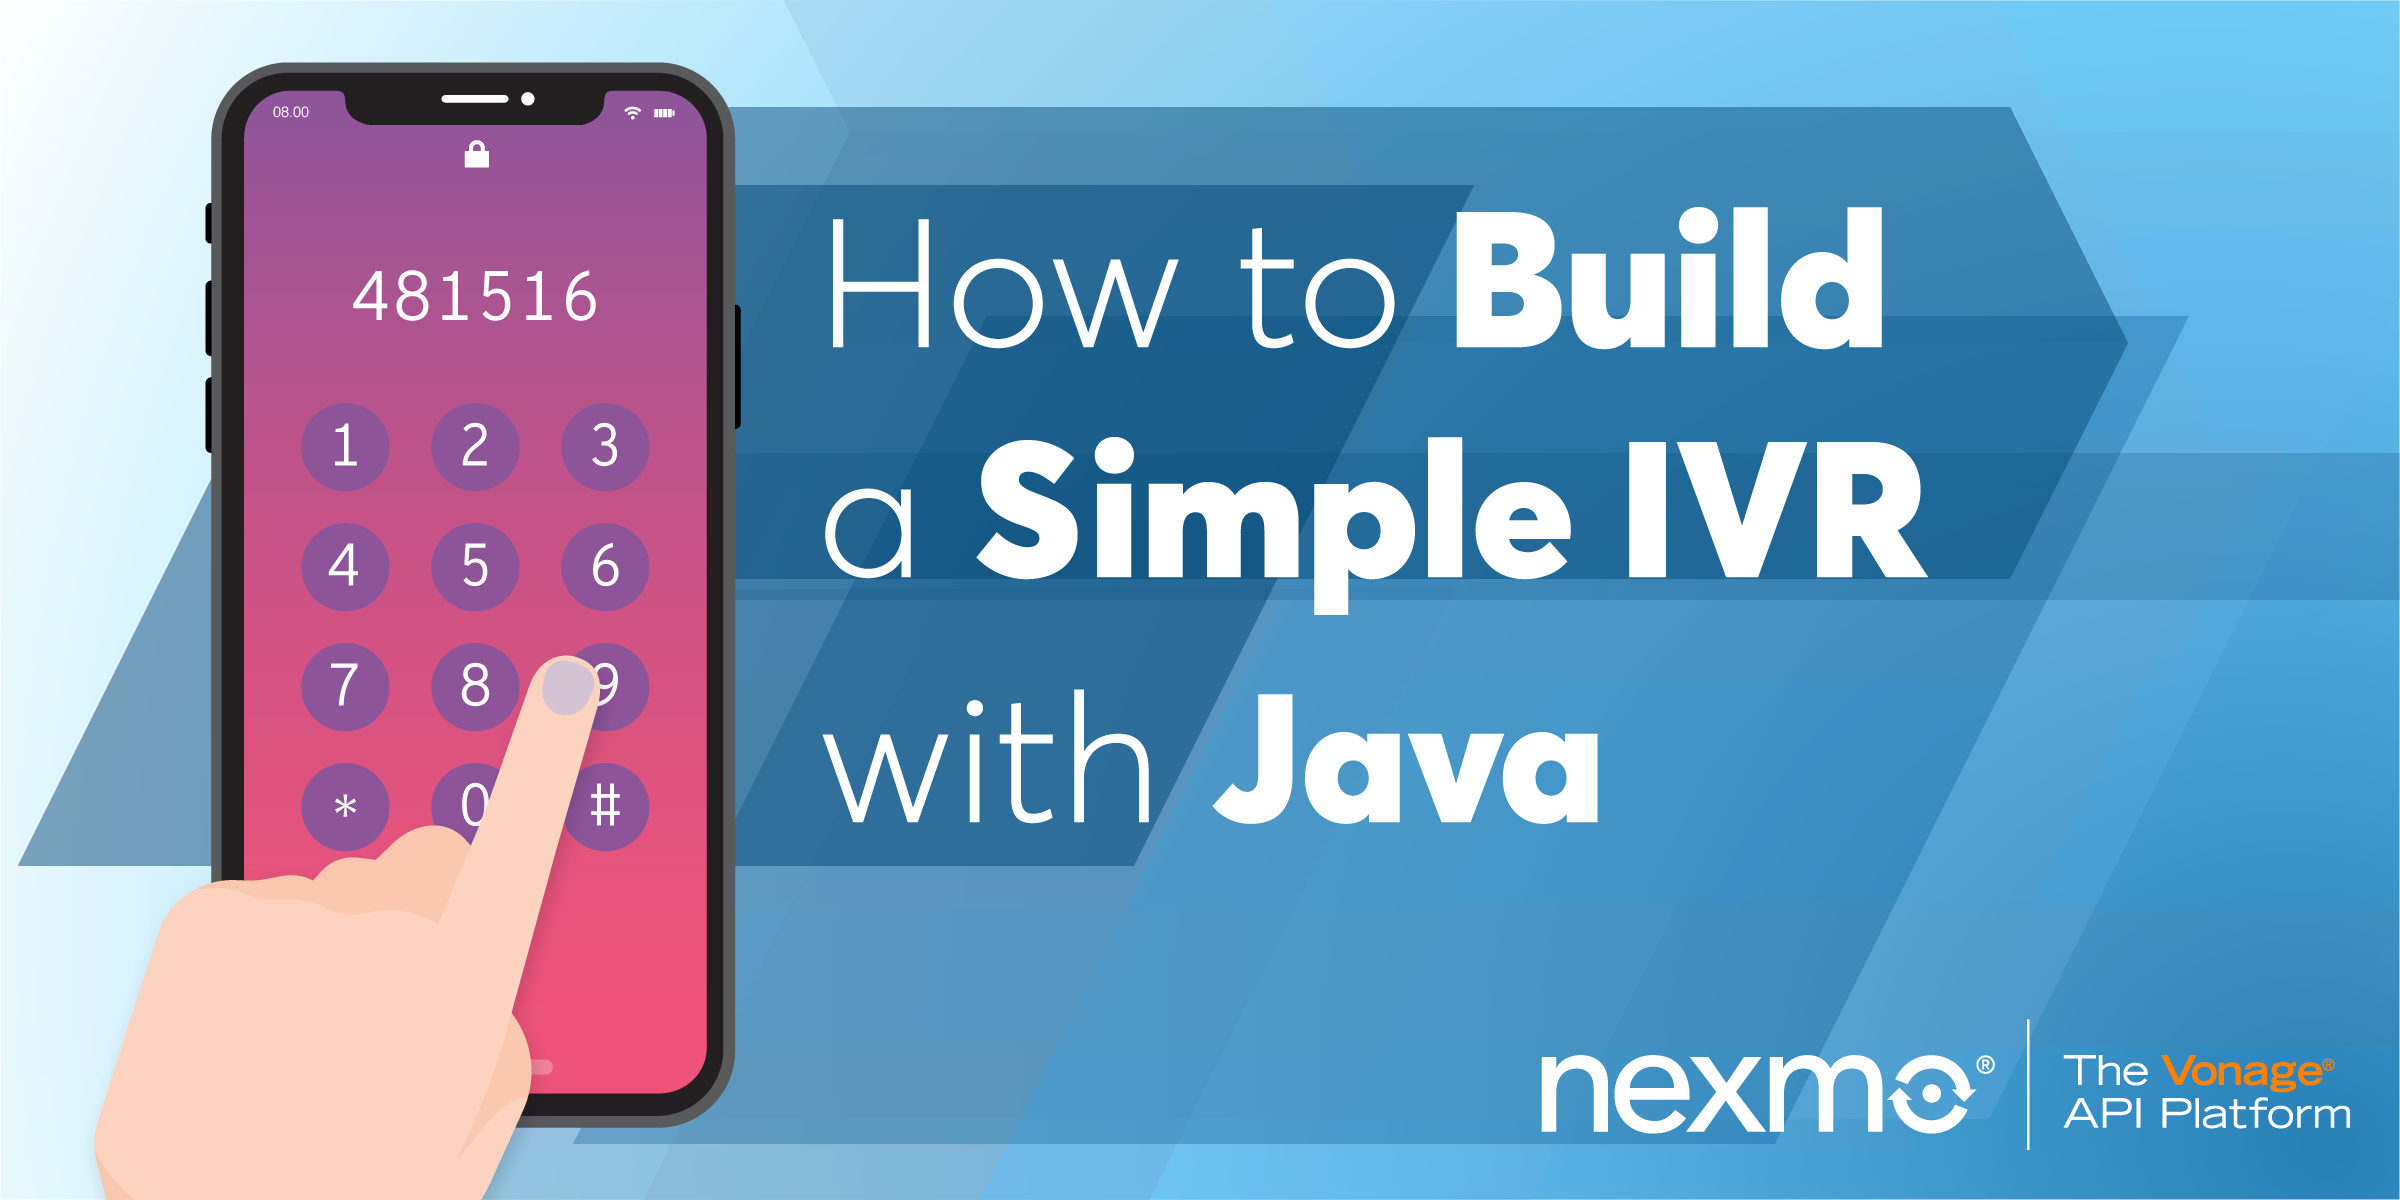 08.00
481516
1 2 3
4 5 6
7 8 9
* 0 #
How to Build
a Simple IVR
with Java
nexmo®
The Vonage®
API Platform